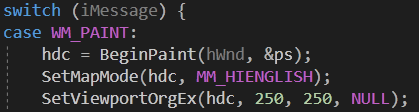 switch (iMessage) {
case WM_PAINT:
    hdc = BeginPaint(hWnd, &ps);
    SetMapMode(hdc, MM_HIENGLISH);
    SetViewportOrgEx(hdc, 250, 250, NULL);